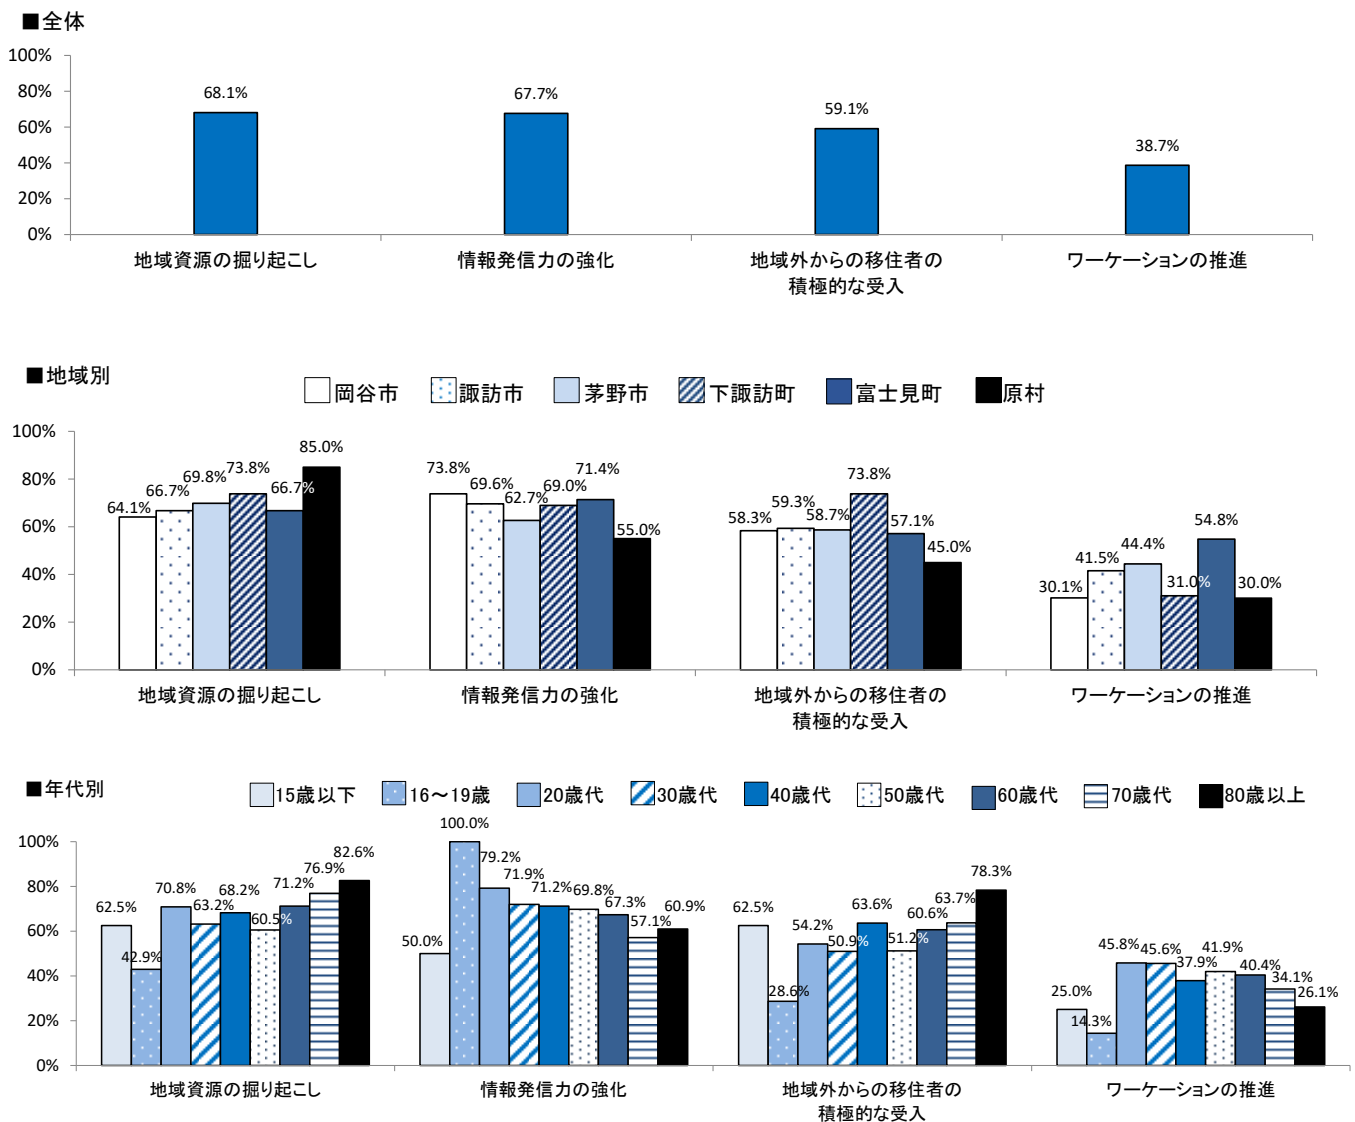 ■全体
100%
80%
60%
40%
20%
0%
68.1%
67.7%
59.1%
38.7%
地域資源の掘り起こし
情報発信力の強化
地域外からの移住者の
積極的な受入
ワーケーションの推進
■地域別
岡谷市 諏訪市 茅野市 下諏訪町 富士見町 原村
100%
80%
60%
40%
20%
0%
64.1% 66.7% 69.8% 73.8% 66.7% 85.0%
73.8% 69.6% 62.7% 69.0% 71.4% 55.0%
58.3% 59.3% 58.7% 73.8% 57.1% 45.0%
30.1% 41.5% 44.4% 31.0% 54.8% 30.0%
地域資源の掘り起こし
情報発信力の強化
地域外からの移住者の
積極的な受入
ワーケーションの推進
■年代別
15歳以下 16～19歳 20歳代 30歳代 40歳代 50歳代 60歳代 70歳代 80歳以上
100%
80%
60%
40%
20%
0%
62.5% 42.9% 70.8% 63.2% 68.2% 60.5% 71.2% 76.9% 82.6%
50.0% 100.0% 79.2% 71.9% 71.2% 69.8% 67.3% 57.1% 60.9%
62.5% 28.6% 54.2% 50.9% 63.6% 51.2% 60.6% 63.7% 78.3%
25.0% 14.3% 45.8% 45.6% 37.9% 41.9% 40.4% 34.1% 26.1%
地域資源の掘り起こし
情報発信力の強化
地域外からの移住者の
積極的な受入
ワーケーションの推進